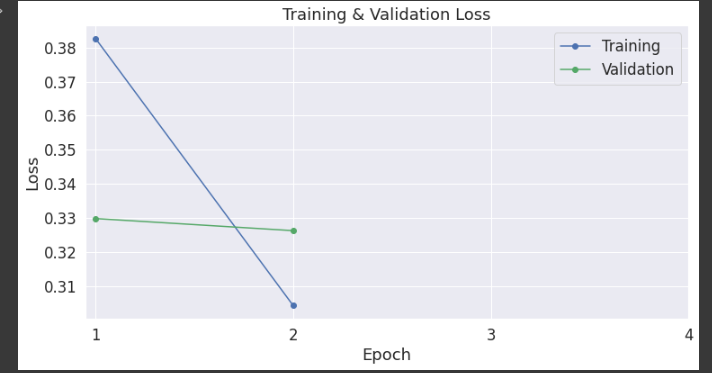 Training & Validation Loss
Training
Validation
0.38
0.37
0.36
0.35
0.34
0.33
0.32
0.31
Loss
1 2 3 4
Epoch